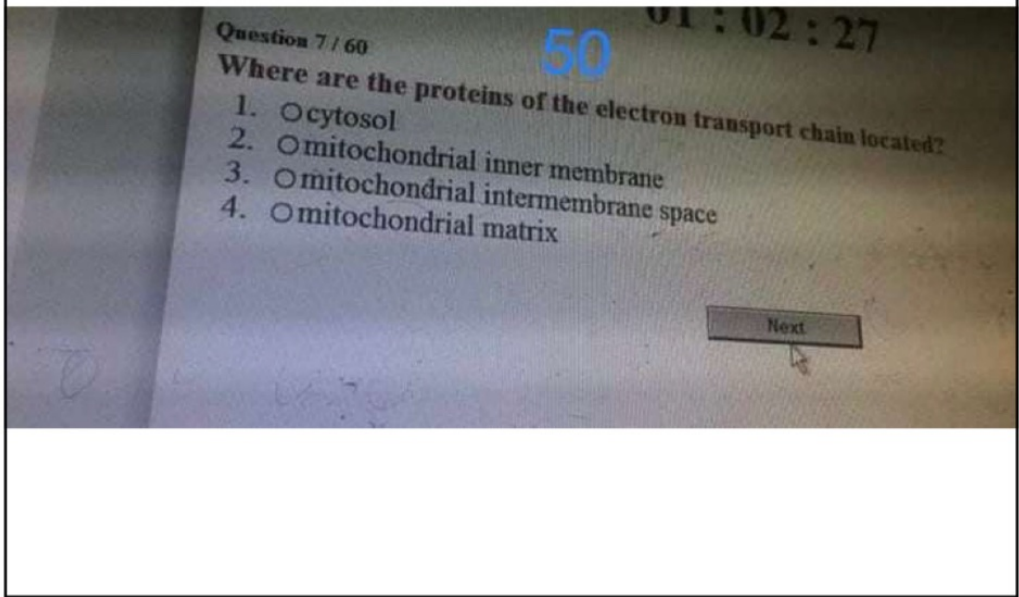 01 : 02 : 27
50
Question 7 / 60
Where are the proteins of the electron transport chain located?
1. cytosol
2. mitochondrial inner membrane
3. mitochondrial intermembrane space
4. mitochondrial matrix
Next